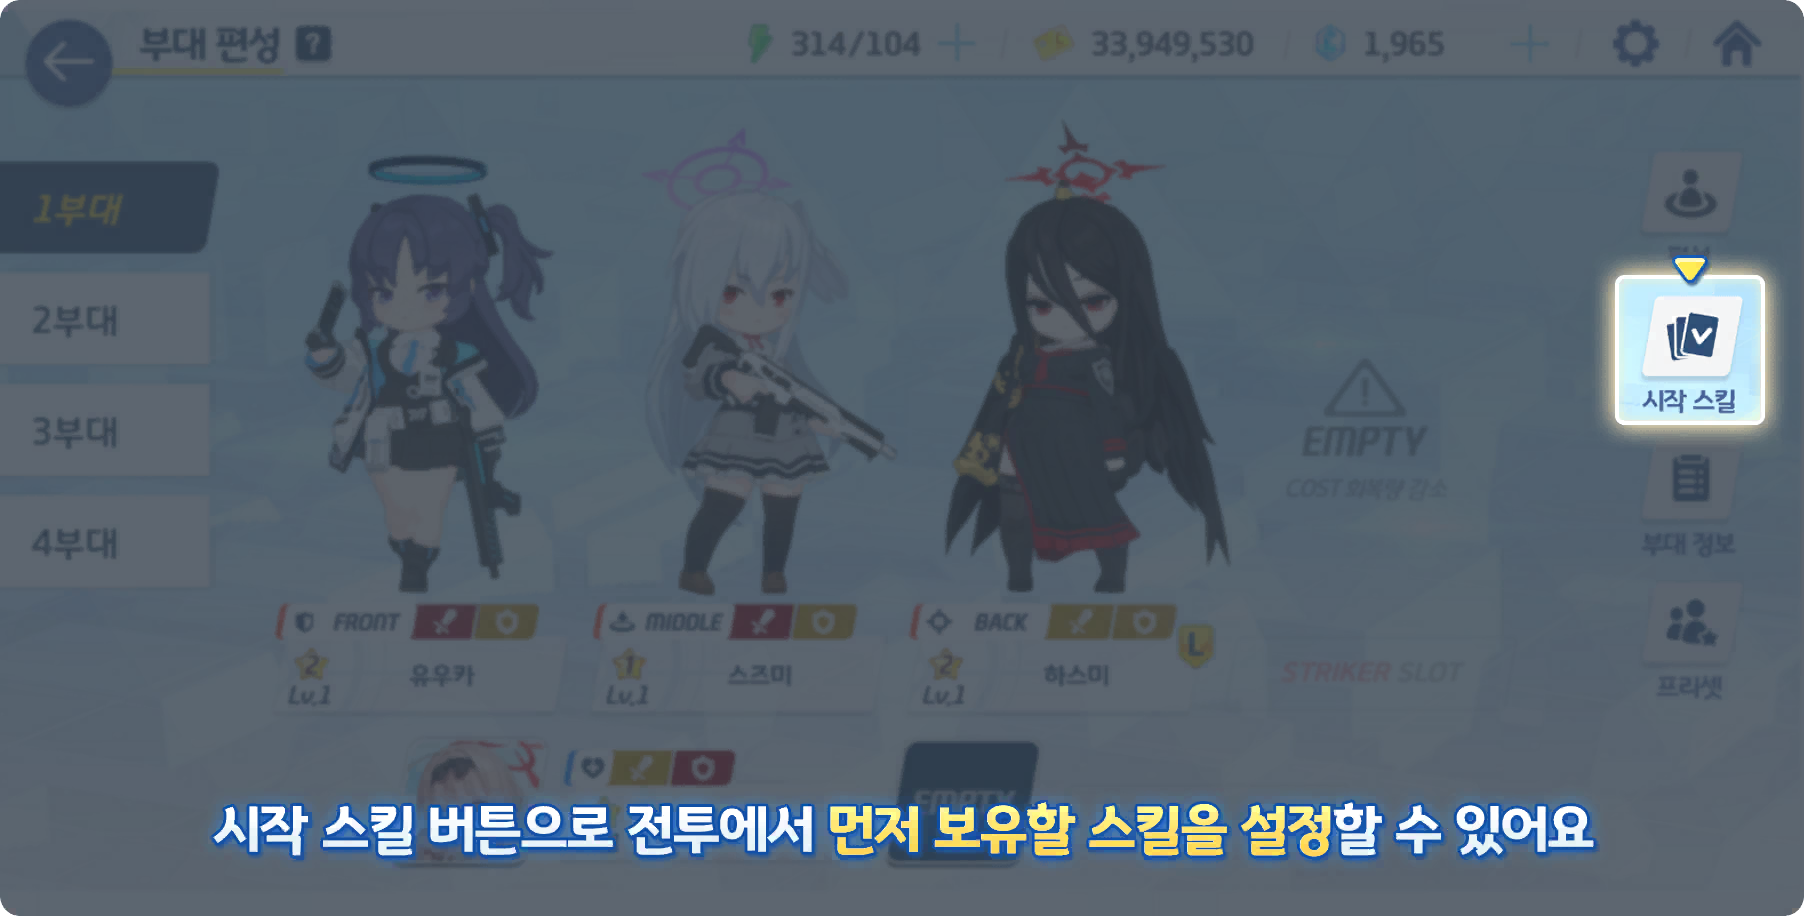 부대 편성 ?
314/104
33,949,530
1,965
1부대
2부대
3부대
4부대
EMPTY
COST 회복량 감소
시작 스킬
부대 정보
프리셋
FRONT
2
Lv.1
유우카
MIDDLE
1
Lv.1
스즈미
BACK
2
Lv.1
하스미
L
STRIKER SLOT
EMPTY
시작 스킬 버튼으로 전투에서 먼저 보유할 스킬을 설정할 수 있어요